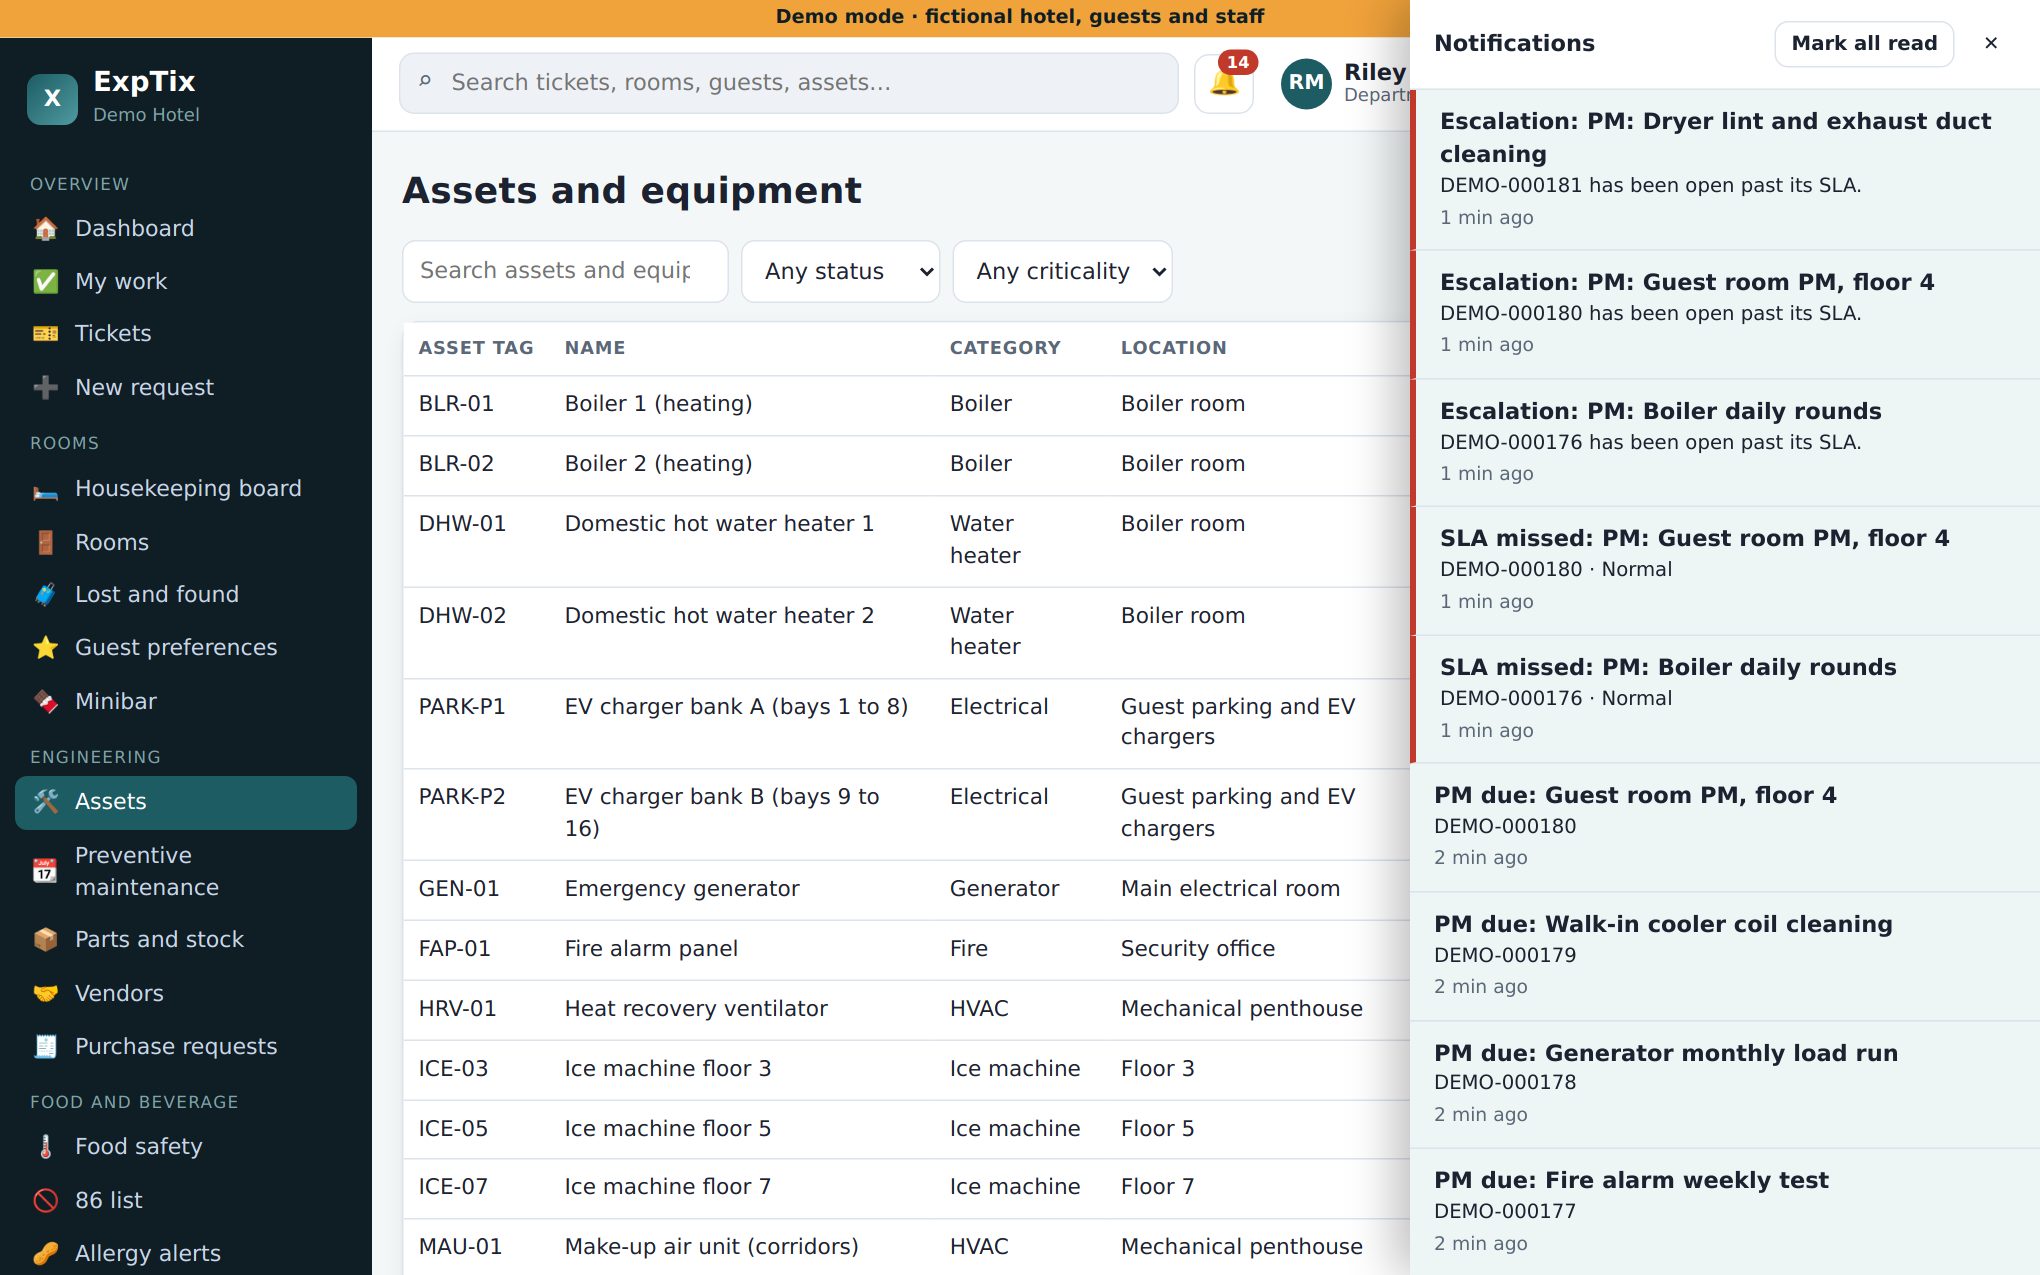 Demo mode · fictional hotel, guests and staff
X
ExpTix
Demo Hotel
OVERVIEW
Dashboard
My work
Tickets
New request
ROOMS
Housekeeping board
Rooms
Lost and found
Guest preferences
Minibar
ENGINEERING
Assets
Preventive
maintenance
Parts and stock
Vendors
Purchase requests
FOOD AND BEVERAGE
Food safety
86 list
Allergy alerts
Search tickets, rooms, guests, assets...
14
RM
Riley
Assets and equipment
Search assets and equip
Any status
Any criticality
ASSET TAG NAME CATEGORY LOCATION
BLR-01 Boiler 1 (heating) Boiler Boiler room
BLR-02 Boiler 2 (heating) Boiler Boiler room
DHW-01 Domestic hot water heater 1 Water Boiler room
heater
DHW-02 Domestic hot water heater 2 Water Boiler room
heater
PARK-P1 EV charger bank A (bays 1 to 8) Electrical Guest parking and EV
chargers
PARK-P2 EV charger bank B (bays 9 to Electrical Guest parking and EV
16) chargers
GEN-01 Emergency generator Generator Main electrical room
FAP-01 Fire alarm panel Fire Security office
HRV-01 Heat recovery ventilator HVAC Mechanical penthouse
ICE-03 Ice machine floor 3 Ice machine Floor 3
ICE-05 Ice machine floor 5 Ice machine Floor 5
ICE-07 Ice machine floor 7 Ice machine Floor 7
MAU-01 Make-up air unit (corridors) HVAC Mechanical penthouse
Notifications
Mark all read
×
Escalation: PM: Dryer lint and exhaust duct
cleaning
DEMO-000181 has been open past its SLA.
1 min ago
Escalation: PM: Guest room PM, floor 4
DEMO-000180 has been open past its SLA.
1 min ago
Escalation: PM: Boiler daily rounds
DEMO-000176 has been open past its SLA.
1 min ago
SLA missed: PM: Guest room PM, floor 4
DEMO-000180 · Normal
1 min ago
SLA missed: PM: Boiler daily rounds
DEMO-000176 · Normal
1 min ago
PM due: Guest room PM, floor 4
DEMO-000180
2 min ago
PM due: Walk-in cooler coil cleaning
DEMO-000179
2 min ago
PM due: Generator monthly load run
DEMO-000178
2 min ago
PM due: Fire alarm weekly test
DEMO-000177
2 min ago